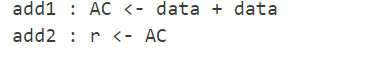 add1 : AC <- data + data
add2 : r <- AC